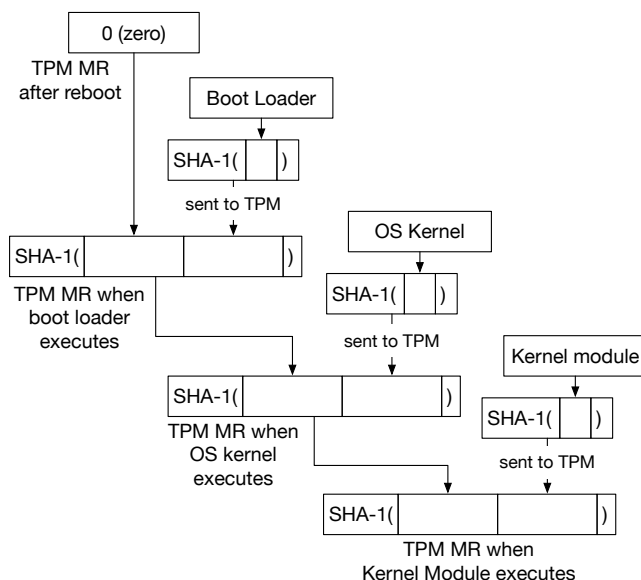 0 (zero)
TPM MR
after reboot
Boot Loader
SHA-1( )
sent to TPM
SHA-1( )
TPM MR when
boot loader
executes
OS Kernel
SHA-1( )
sent to TPM
SHA-1( )
TPM MR when
OS kernel
executes
Kernel module
SHA-1( )
sent to TPM
SHA-1( )
TPM MR when
Kernel Module executes